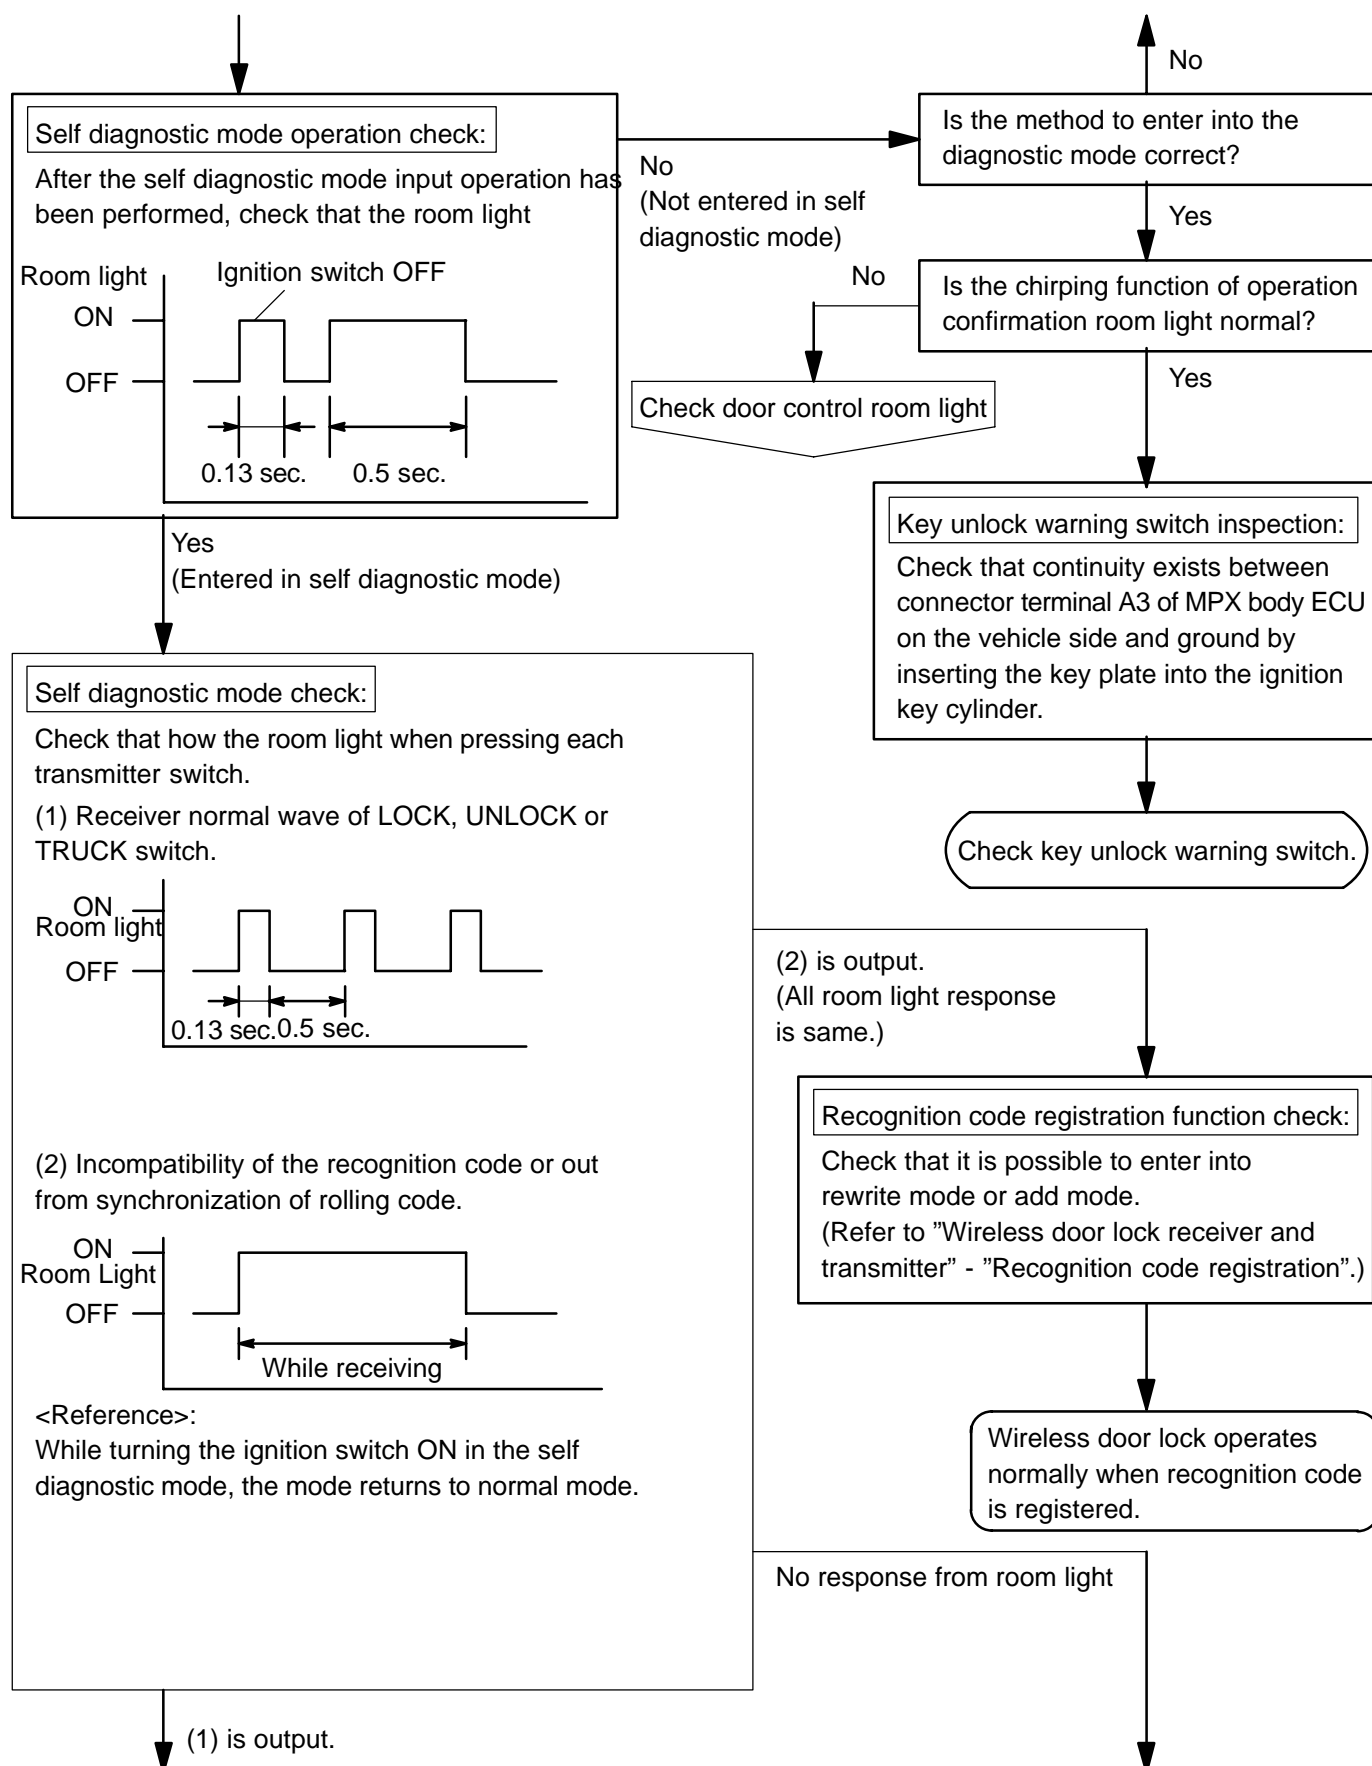 No
Self diagnostic mode operation check:
After the self diagnostic mode input operation has
been performed, check that the room light
Room light
Ignition switch OFF
ON
OFF
0.13 sec.
0.5 sec.
No
(Not entered in self
diagnostic mode)
Is the method to enter into the
diagnostic mode correct?
Yes
No
Is the chirping function of operation
confirmation room light normal?
Check door control room light
Yes
Key unlock warning switch inspection:
Check that continuity exists between
connector terminal A3 of MPX body ECU
on the vehicle side and ground by
inserting the key plate into the ignition
key cylinder.
Check key unlock warning switch.
Yes
(Entered in self diagnostic mode)
Self diagnostic mode check:
Check that how the room light when pressing each
transmitter switch.
(1) Receiver normal wave of LOCK, UNLOCK or
TRUCK switch.
ON
Room light
OFF
0.13 sec.
0.5 sec.
(2) Incompatibility of the recognition code or out
from synchronization of rolling code.
ON
Room Light
OFF
While receiving
<Reference>:
While turning the ignition switch ON in the self
diagnostic mode, the mode returns to normal mode.
(2) is output.
(All room light response
is same.)
Recognition code registration function check:
Check that it is possible to enter into
rewrite mode or add mode.
(Refer to ”Wireless door lock receiver and
transmitter” - ”Recognition code registration”.)
Wireless door lock operates
normally when recognition code
is registered.
No response from room light
(1) is output.